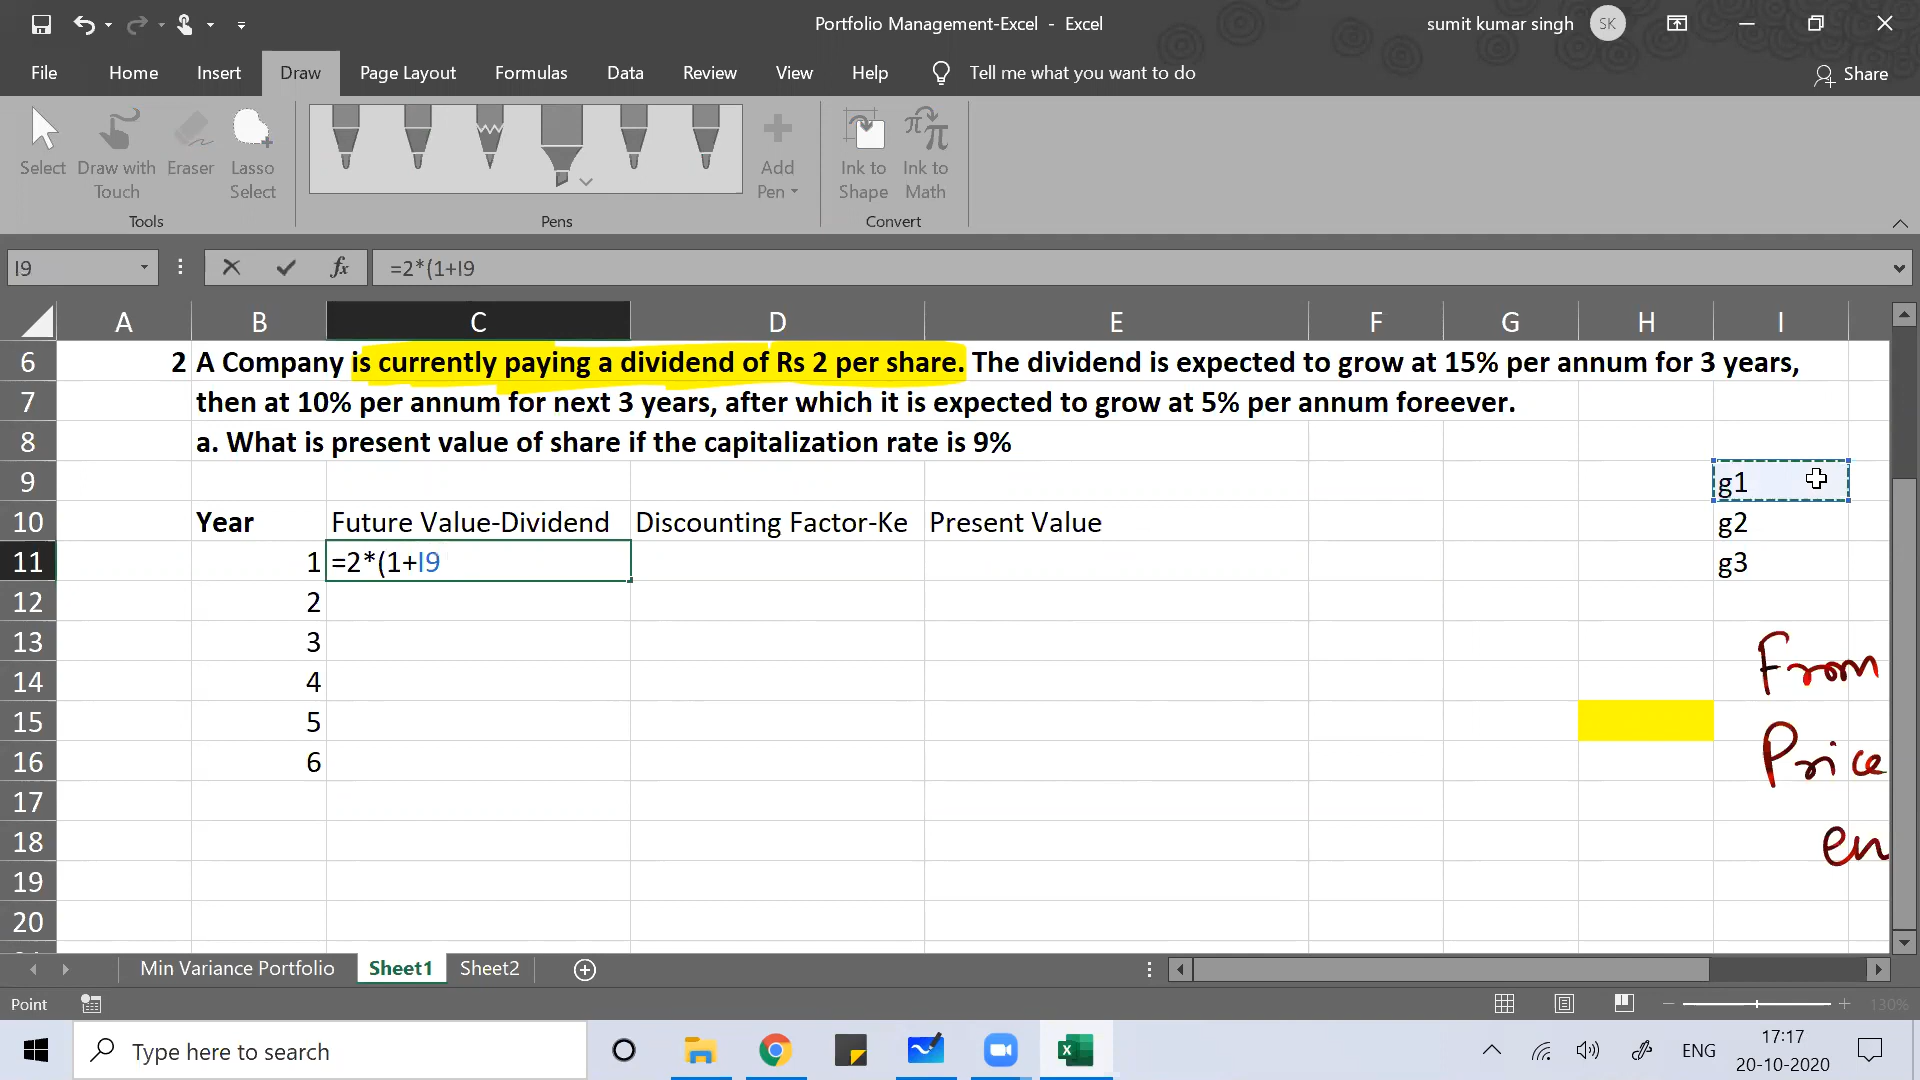 Portfolio Management-Excel - Excel
sumit kumar singh
SK
File Home Insert Draw Page Layout Formulas Data Review View Help Tell me what you want to do Share
Select
Draw with Touch
Eraser
Lasso Select
Add Pen
Ink to Shape
Ink to Math
Tools Pens Convert
I9 fx =2*(1+I9
A B C D E F G H I
6 2 A Company is currently paying a dividend of Rs 2 per share. The dividend is expected to grow at 15% per annum for 3 years,
7 then at 10% per annum for next 3 years, after which it is expected to grow at 5% per annum foreever.
8 a. What is present value of share if the capitalization rate is 9%
9 g1
10 Year Future Value-Dividend Discounting Factor-Ke Present Value g2
11 1 =2*(1+I9 g3
12 2
13 3
From
14 4
15 5
Price
16 6
17
18
en
19
20
Min Variance Portfolio Sheet1 Sheet2
Point 130%
Type here to search
ENG
17:17
20-10-2020